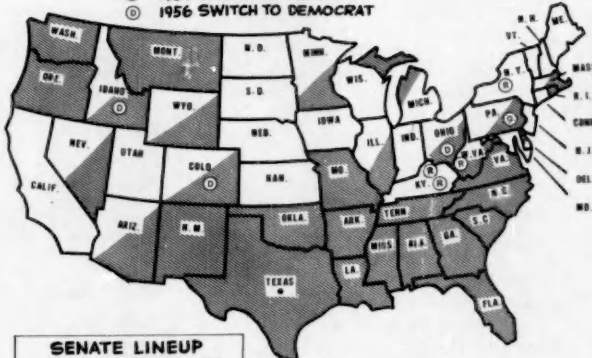 Ⓓ 1956 SWITCH TO DEMOCRAT
WASH.
MONT.
N. D.
MINN.
VT.
N. H.
ME.
ORE.
IDAHO
Ⓓ
WYO.
S. D.
WIS.
MICH.
N. Y.
Ⓡ
MASS
R. I.
NEV.
UTAH
COLO.
Ⓓ
NEB.
IOWA
ILL.
IND.
OHIO
Ⓓ
PA.
N. J.
DEL
MD.
CALIF.
KAN.
MO.
KY.
Ⓡ
Ⓡ
W. VA
Ⓡ
VA.
ARIZ.
N. M
OKLA.
ARK.
TENN
N. C.
S. C
TEXAS
LA.
MISS
ALA.
GA.
FLA.
SENATE LINEUP